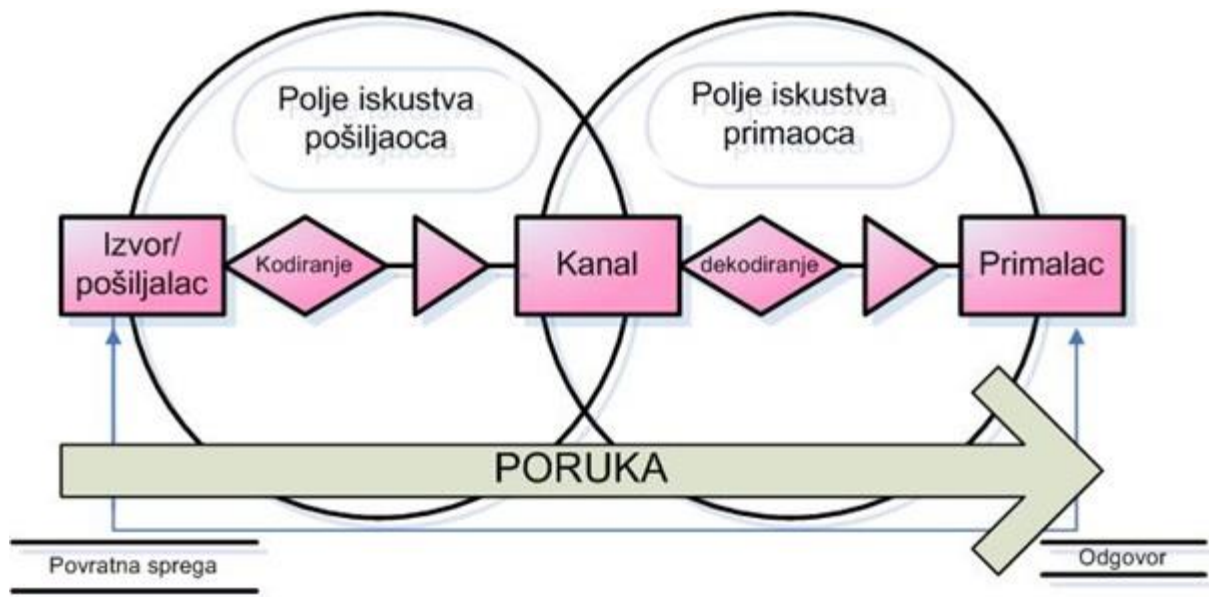 Polje iskustva
pošiljaoca
Polje iskustva
primaoca
Izvor/
pošiljalac
Kodiranje
Kanal
dekodiranje
Primalac
PORUKA
Povratna sprega
Odgovor